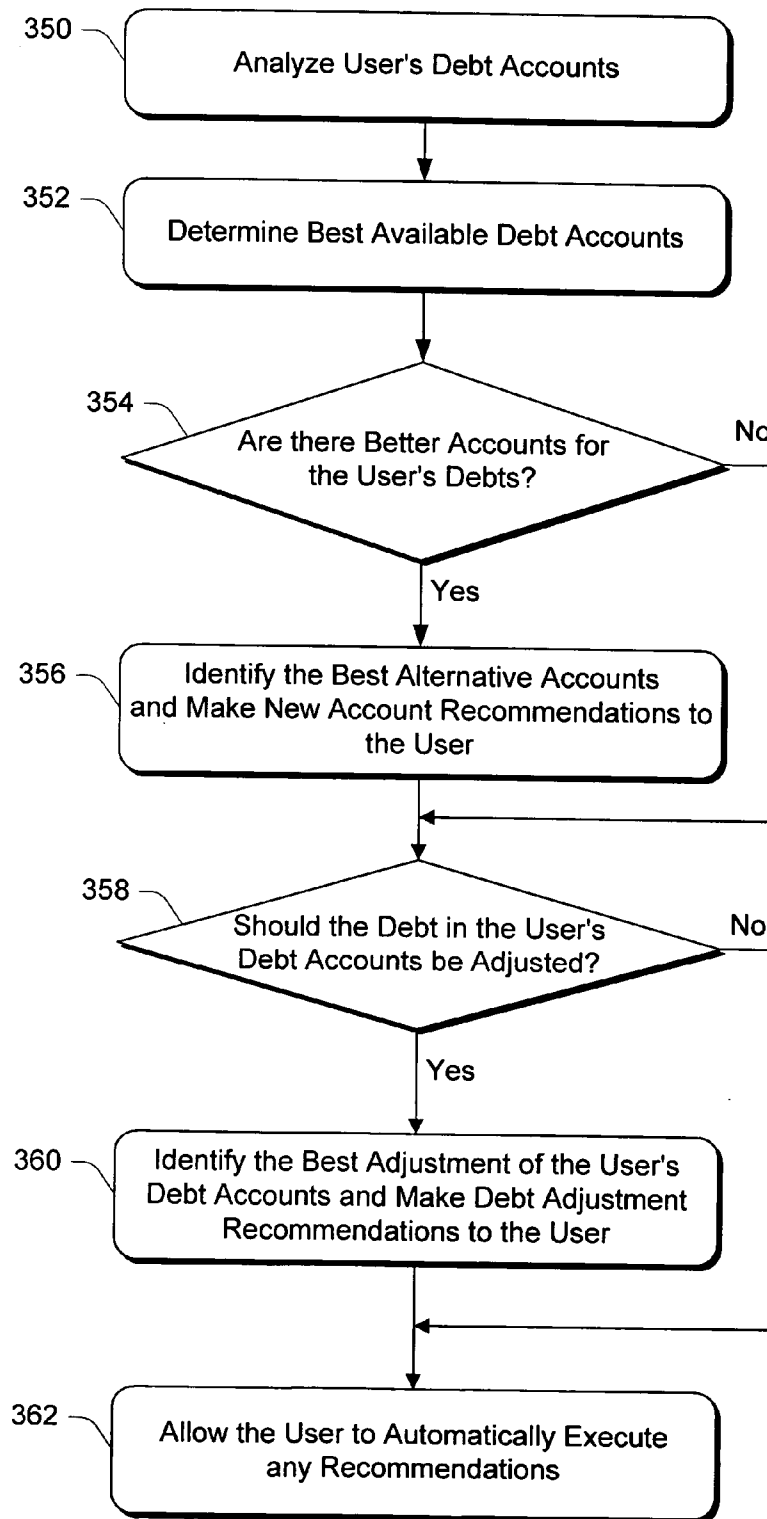 350
Analyze User's Debt Accounts
352
Determine Best Available Debt Accounts
354
Are there Better Accounts for
the User's Debts?
No
Yes
356
Identify the Best Alternative Accounts
and Make New Account Recommendations to
the User
358
Should the Debt in the User's
Debt Accounts be Adjusted?
No
Yes
360
Identify the Best Adjustment of the User's
Debt Accounts and Make Debt Adjustment
Recommendations to the User
362
Allow the User to Automatically Execute
any Recommendations